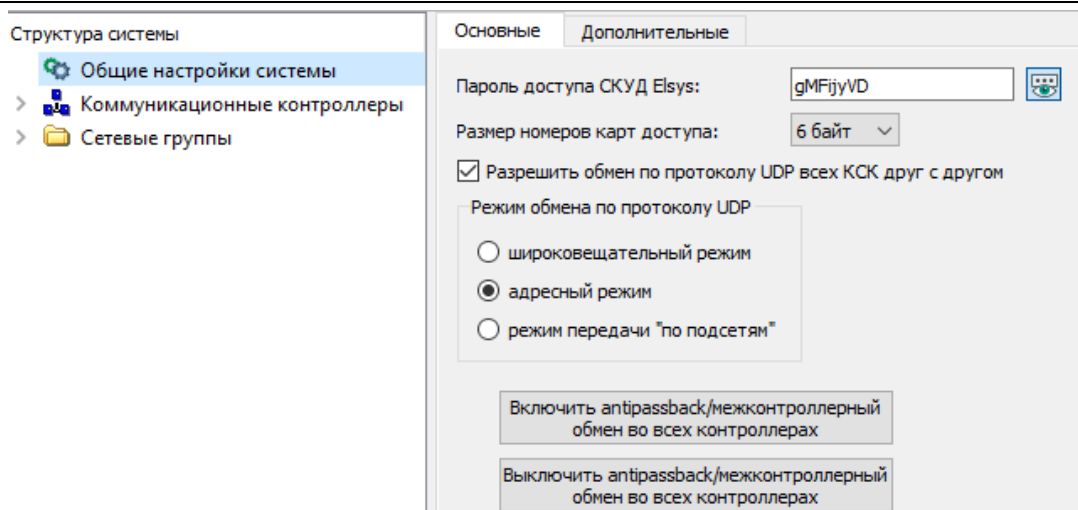 Структура системы
Общие настройки системы
Коммуникационные контроллеры
Сетевые группы
Основные
Дополнительные
Пароль доступа СКУД Elsys:
gMFijyVD
Размер номеров карт доступа:
6 байт
Разрешить обмен по протоколу UDP всех КСК друг с другом
Режим обмена по протоколу UDP
широковещательный режим
адресный режим
режим передачи "по подсетям"
Включить antipassback/межконтроллерный
обмен во всех контроллерах
Выключить antipassback/межконтроллерный
обмен во всех контроллерах